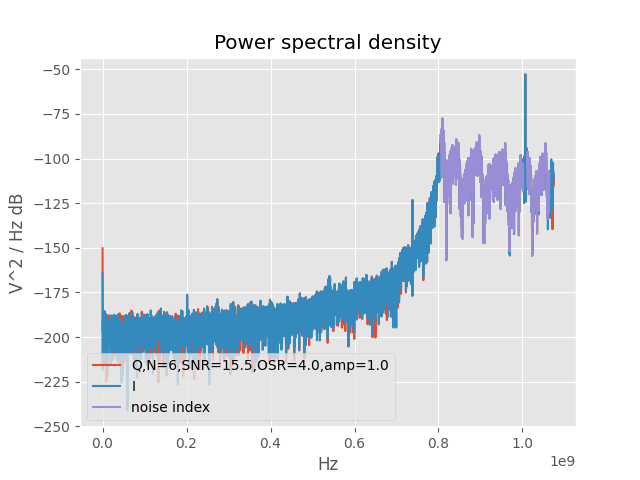 Power spectral density
V^2 / Hz dB
−50
−75
−100
−125
−150
−175
−200
−225
−250
Q,N=6,SNR=15.5,OSR=4.0,amp=1.0
I
noise index
0.0 0.2 0.4 0.6 0.8 1.0
1e9
Hz